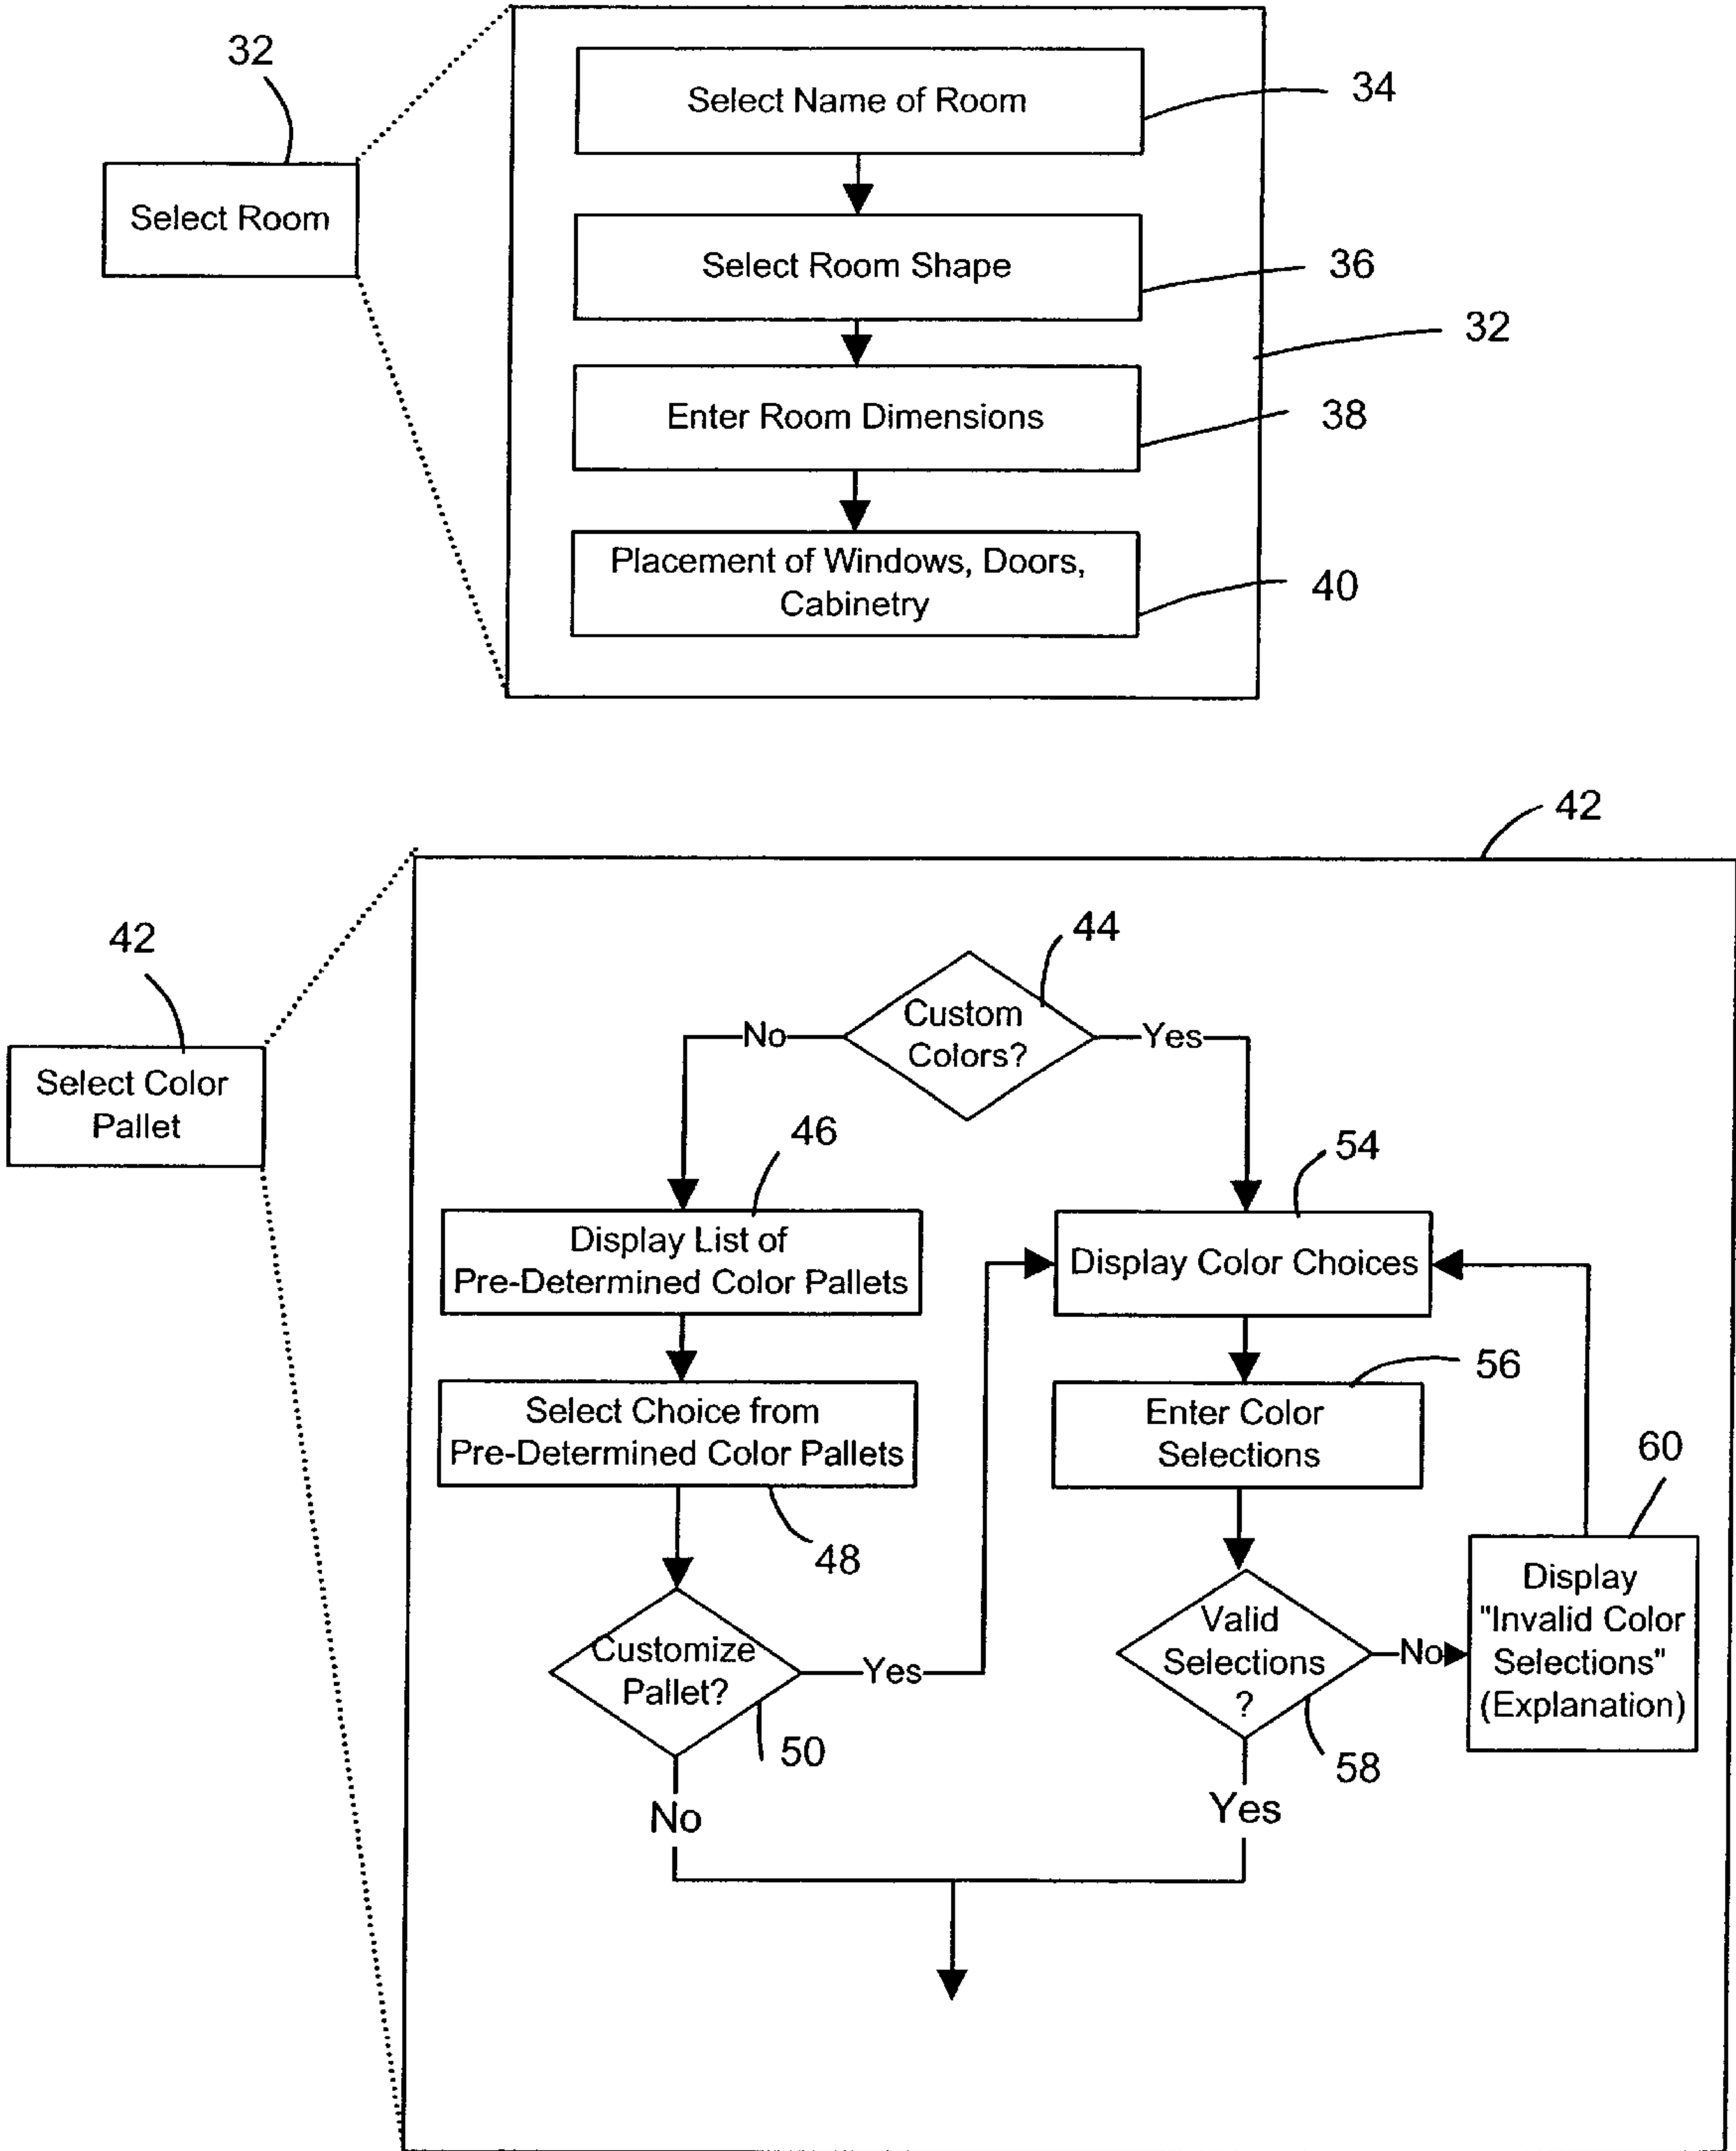 32
Select Room
Select Name of Room
34
Select Room Shape
36
32
Enter Room Dimensions
38
Placement of Windows, Doors,
Cabinetry
40
42
42
Select Color
Pallet
44
Custom
Colors?
No
Yes
46
Display List of
Pre-Determined Color Pallets
54
Display Color Choices
Select Choice from
Pre-Determined Color Pallets
48
56
Enter Color
Selections
60
Display
"Invalid Color
Selections"
(Explanation)
Customize
Pallet?
Yes
50
No
Valid
Selections
?
No
58
Yes